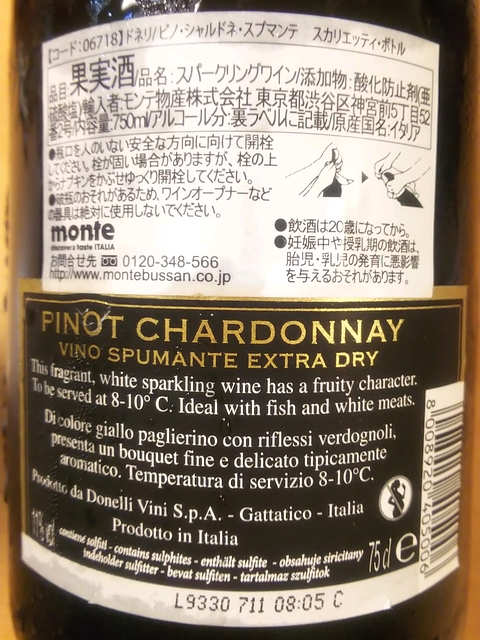 【コード:06718】ドネリ/ピノ・シャルドネ・スプマンテ スカリエッティ・ボトル
品目:果実酒/品名:スパークリングワイン/添加物:酸化防止剤(亜
硫酸塩)/輸入者:モンテ物産株式会社 東京都渋谷区神宮前5丁目52
番2号/内容量:750ml/アルコール分:裏ラベルに記載/原産国名:イタリア
●瓶口を人のいない安全な方向に向けて開栓
してください。栓が固い場合がありますが、栓の上
からナプキンをかぶせゆっくり開栓してください。
●破瓶のおそれがあるため、ワインオープナーなど
の器具は絶対に使用しないでください。
monte
discovers taste ITALIA
お問合せ先 0120-348-566
http://www.montebussan.co.jp
●飲酒は20歳になってから。
●妊娠中や授乳期の飲酒は、
胎児・乳児の発育に悪影響
を与えるおそれがあります。
PINOT CHARDONNAY
VINO SPUMANTE EXTRA DRY
This fragrant, white sparkling wine has a fruity character.
To be served at 8-10° C. Ideal with fish and white meats.
Di colore giallo paglierino con riflessi verdognoli,
presenta un bouquet fine e delicato tipicamente
aromatico. Temperatura di servizio 8-10°C.
Prodotto da Donelli Vini S.p.A. - Gattatico - Italia
Prodotto in Italia
11% vol
contiene solfiti - contains sulphites - enthält sulfite - obsahuje siricitany
indeholder sulfitter - bevat sulfiten - tartalmaz szulfitok
75 cl e
8 008920 405006
L9330 711 08:05 C